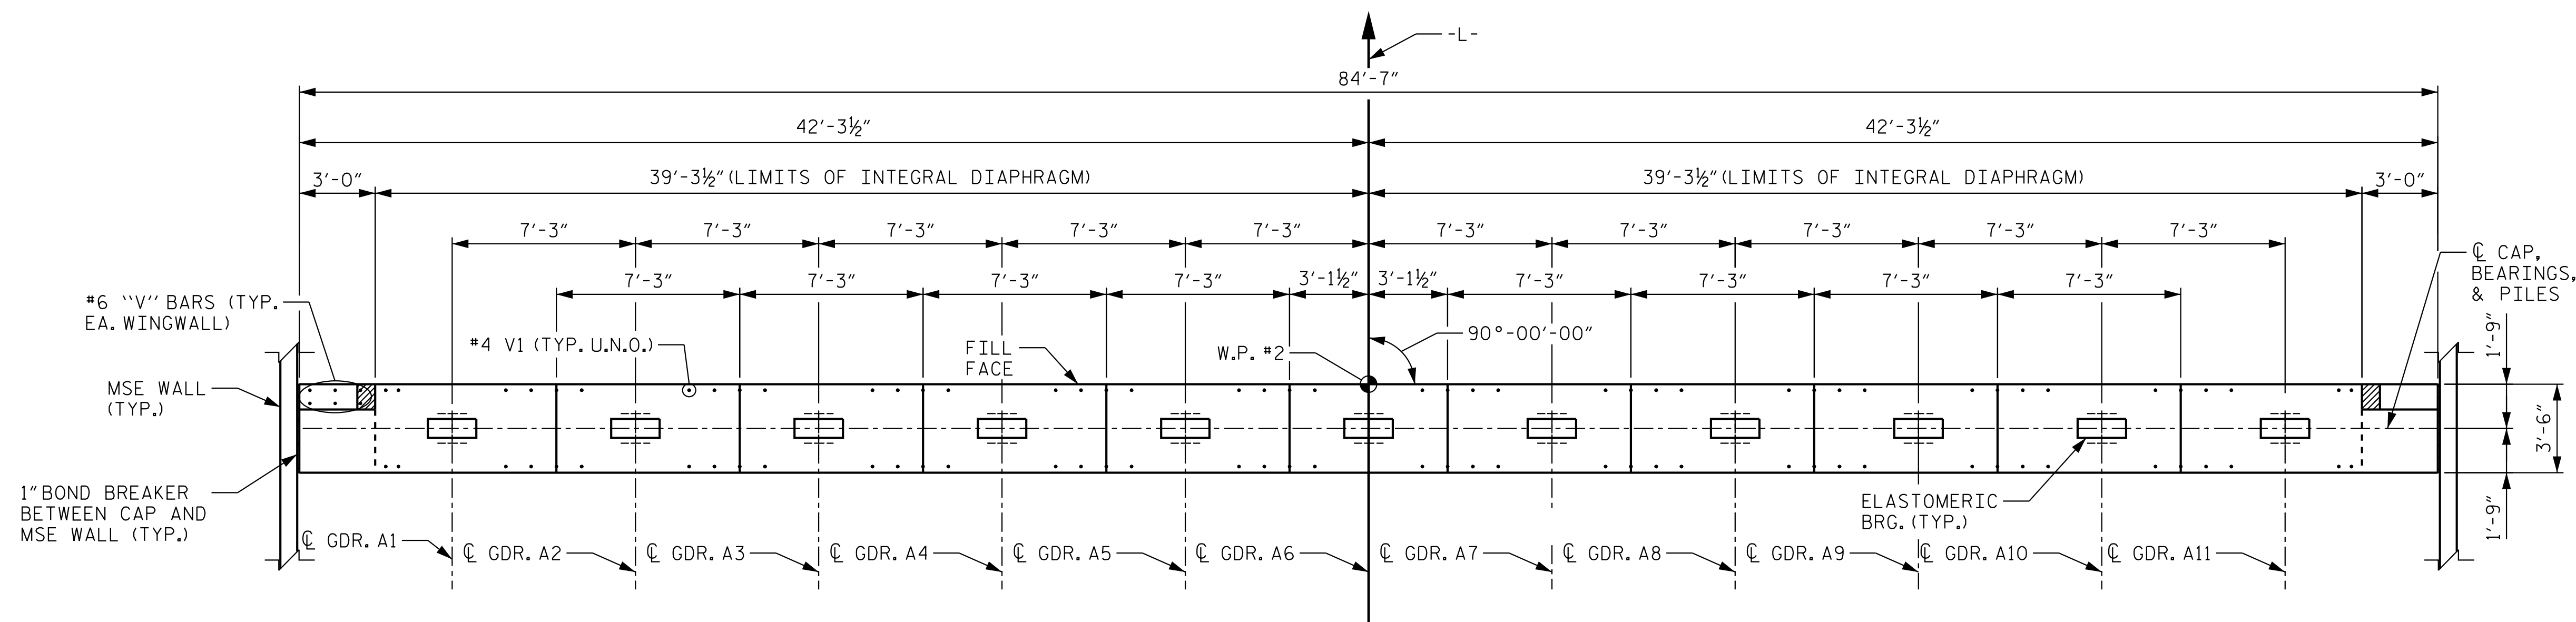 -L-
84'-7"
42'-3½"
42'-3½"
3'-0"
39'-3½" (LIMITS OF INTEGRAL DIAPHRAGM)
39'-3½" (LIMITS OF INTEGRAL DIAPHRAGM)
3'-0"
7'-3"
7'-3"
7'-3"
7'-3"
7'-3"
7'-3"
7'-3"
7'-3"
7'-3"
7'-3"
7'-3"
7'-3"
7'-3"
7'-3"
3'-1½"
3'-1½"
7'-3"
7'-3"
7'-3"
7'-3"
℄ CAP,
BEARINGS,
& PILES
#6 "V" BARS (TYP.
EA. WINGWALL)
#4 V1 (TYP. U.N.O.)
FILL
FACE
W.P. #2
90°-00'-00"
1'-9"
MSE WALL
(TYP.)
3'-6"
1" BOND BREAKER
BETWEEN CAP AND
MSE WALL (TYP.)
ELASTOMERIC
BRG. (TYP.)
1'-9"
℄ GDR. A1
℄ GDR. A2
℄ GDR. A3
℄ GDR. A4
℄ GDR. A5
℄ GDR. A6
℄ GDR. A7
℄ GDR. A8
℄ GDR. A9
℄ GDR. A10
℄ GDR. A11